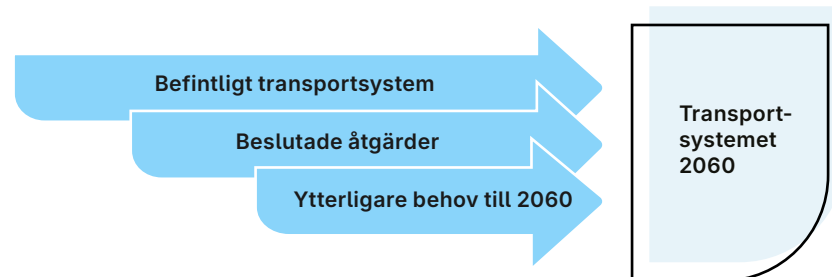 Befintligt transportsystem
Beslutade åtgärder
Ytterligare behov till 2060
Transport-
systemet
2060